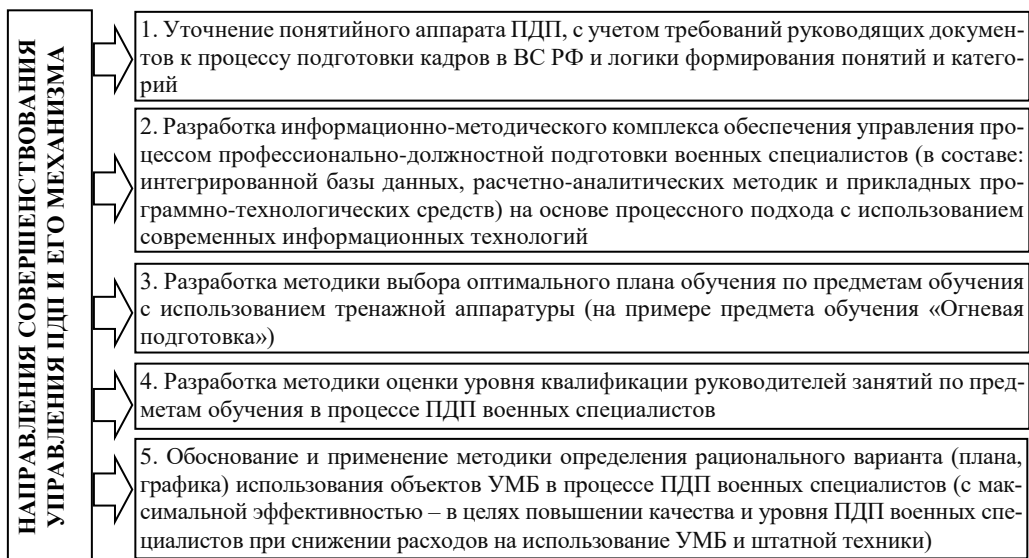 НАПРАВЛЕНИЯ СОВЕРШЕНСТВОВАНИЯ
УПРАВЛЕНИЯ ПДП И ЕГО МЕХАНИЗМА
1. Уточнение понятийного аппарата ПДП, с учетом требований руководящих докумен-
тов к процессу подготовки кадров в ВС РФ и логики формирования понятий и катего-
рий
2. Разработка информационно-методического комплекса обеспечения управления про-
цессом профессионально-должностной подготовки военных специалистов (в составе:
интегрированной базы данных, расчетно-аналитических методик и прикладных про-
граммно-технологических средств) на основе процессного подхода с использованием
современных информационных технологий
3. Разработка методики выбора оптимального плана обучения по предметам обучения
с использованием тренажной аппаратуры (на примере предмета обучения «Огневая
подготовка»)
4. Разработка методики оценки уровня квалификации руководителей занятий по пред-
метам обучения в процессе ПДП военных специалистов
5. Обоснование и применение методики определения рационального варианта (плана,
графика) использования объектов УМБ в процессе ПДП военных специалистов (с мак-
симальной эффективностью – в целях повышении качества и уровня ПДП военных спе-
циалистов при снижении расходов на использование УМБ и штатной техники)